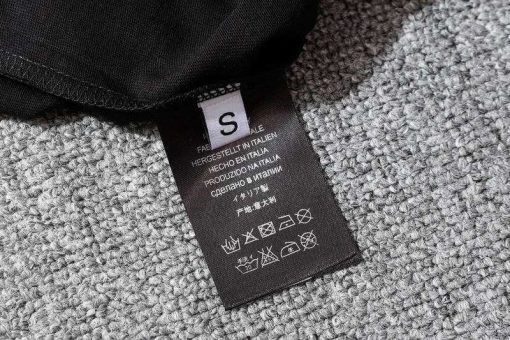 S
HERGESTELLT IN ITALIEN
HECHO EN ITALIA
PRODUZIDO NA ITALIA
СДЕЛАНО В ИТАЛИИ
イタリア製
产地:意大利